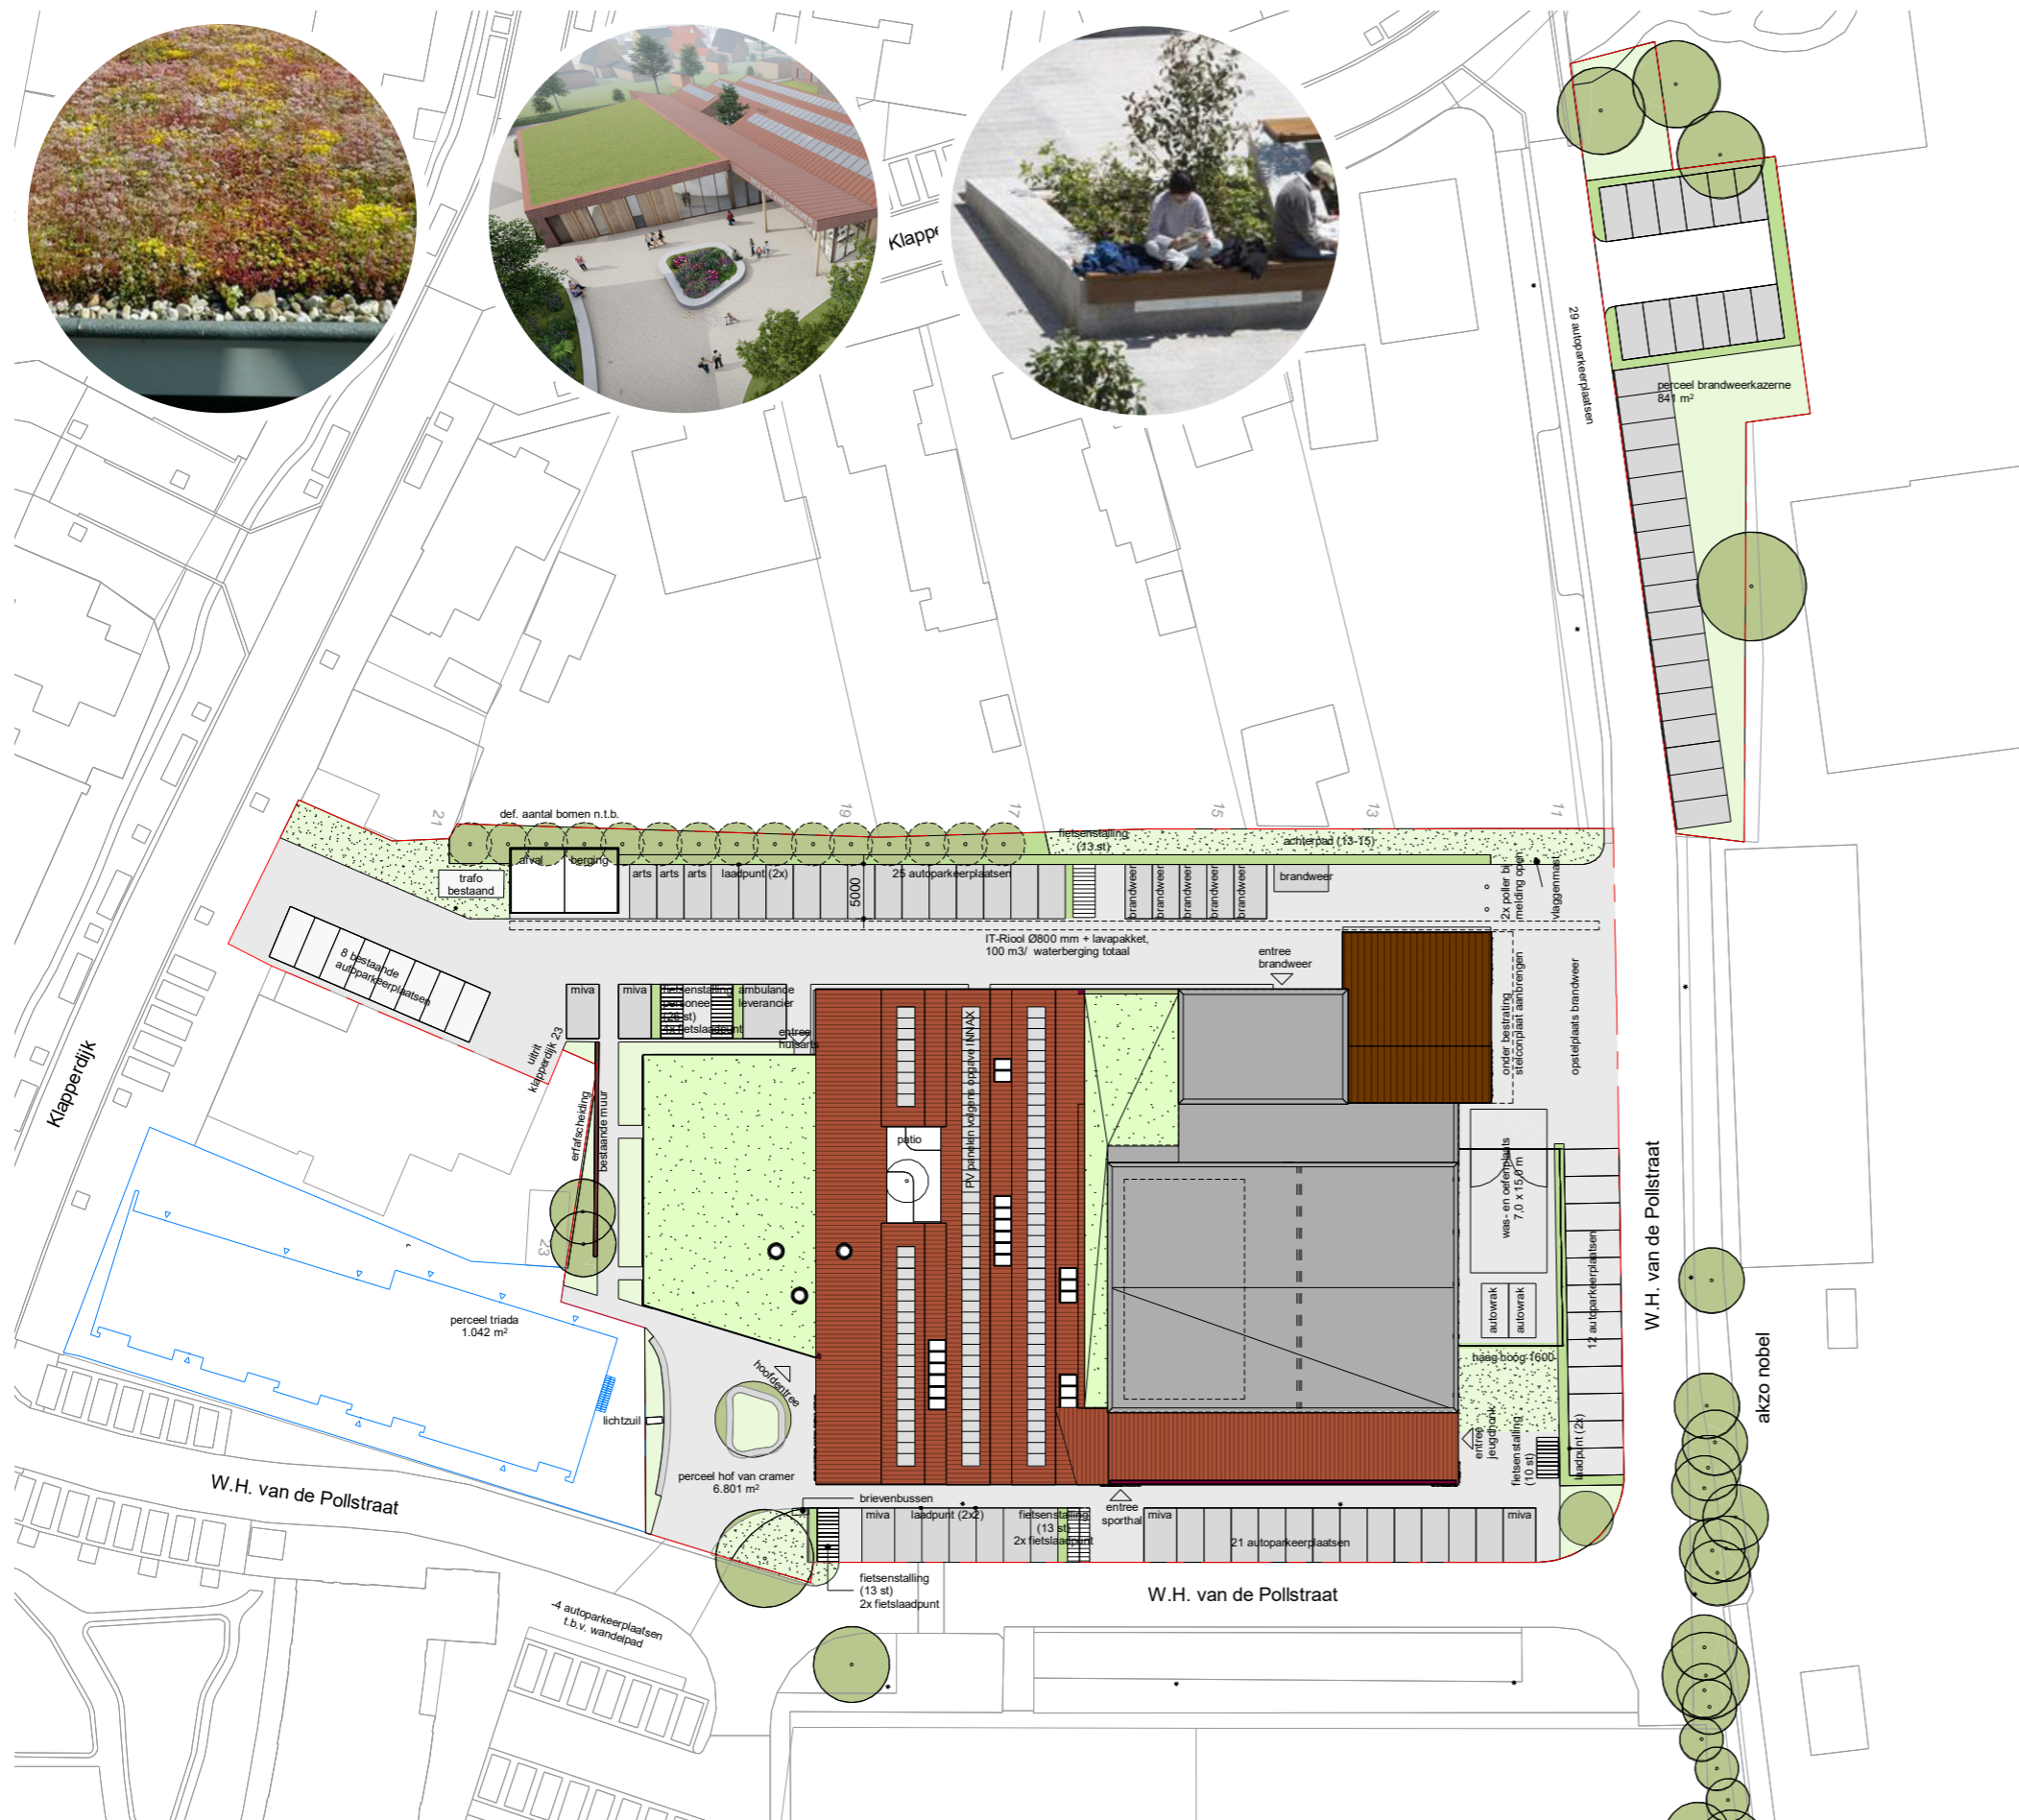 Klappe
29 autoparkeerplaatsen
perceel brandweerkazerne
841 m²
21
def. aantal bomen n.t.b.
19
17
15
13
11
fietsenstalling
(13 st)
achterpad (13-15)
afval
berging
trafo
bestaand
arts
arts
arts
laadpunt (2x)
5000
25 autoparkeerplaatsen
brandweer
brandweer
brandweer
brandweer
brandweer
brandweer
2x poller bij
melding open
vlaggenmast
IT-Riool Ø800 mm + lavapakket,
100 m3/ waterberging totaal
entree
brandweer
8 bestaande
autoparkeerplaatsen
miva
miva
fietsenstalling
personeel
(26 st)
4x fietslaadpunt
ambulance
leverancier
entree
huisarts
uitrit
klapperdijk 23
Klapperdijk
erfafscheiding
bestaande muur
23
patio
PV panelen volgens opgave INNAX
onder bestrating
stelconplaat aanbrengen
opstelplaats brandweer
was- en oefenplaats
7,0 x 15,0 m
autowrak
autowrak
12 autoparkeerplaatsen
haag hoog 1600
W.H. van de Pollstraat
akzo nobel
perceel triada
1.042 m²
hoofdentree
lichtzuil
perceel hof van cramer
6.801 m²
entree
jeugdhonk
fietsenstalling
(10 st)
laadpunt (2x)
W.H. van de Pollstraat
brievenbussen
miva
laadpunt (2x2)
fietsenstalling
(13 st)
2x fietslaadpunt
entree
sporthal
miva
21 autoparkeerplaatsen
miva
fietsenstalling
(13 st)
2x fietslaadpunt
W.H. van de Pollstraat
-4 autoparkeerplaatsen
t.b.v. wandelpad